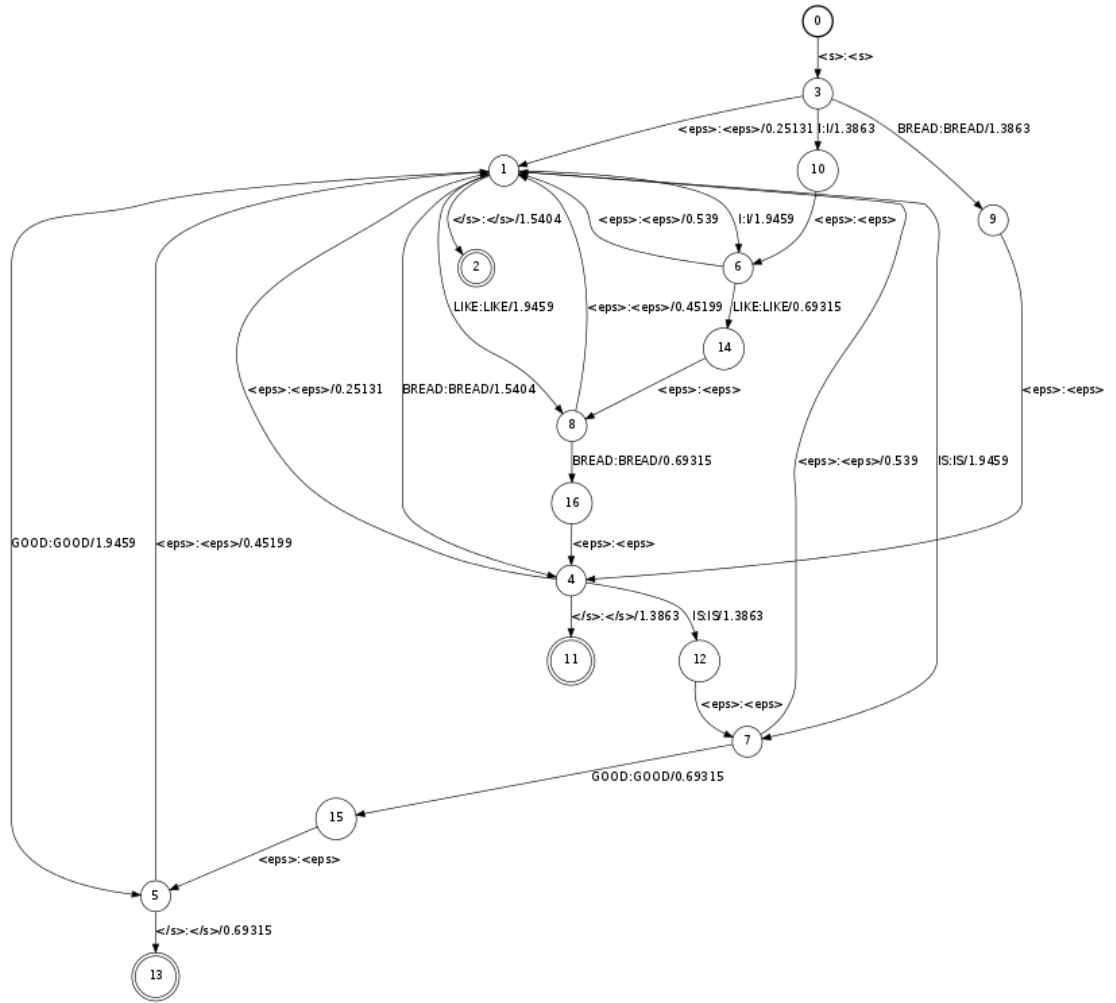 0
<s>:<s>
3
<eps>:<eps>/0.25131 I:I/1.3863 BREAD:BREAD/1.3863
1
10
9
</s>:</s>/1.5404 <eps>:<eps>/0.539 I:I/1.9459 <eps>:<eps>
2
6
LIKE:LIKE/1.9459 <eps>:<eps>/0.45199 LIKE:LIKE/0.69315
14
<eps>:<eps>/0.25131 BREAD:BREAD/1.5404 <eps>:<eps> <eps>:<eps>
8
BREAD:BREAD/0.69315 <eps>:<eps>/0.539 IS:IS/1.9459
16
GOOD:GOOD/1.9459 <eps>:<eps>/0.45199 <eps>:<eps>
4
</s>:</s>/1.3863 IS:IS/1.3863
11
12
<eps>:<eps>
7
GOOD:GOOD/0.69315
15
<eps>:<eps>
5
</s>:</s>/0.69315
13